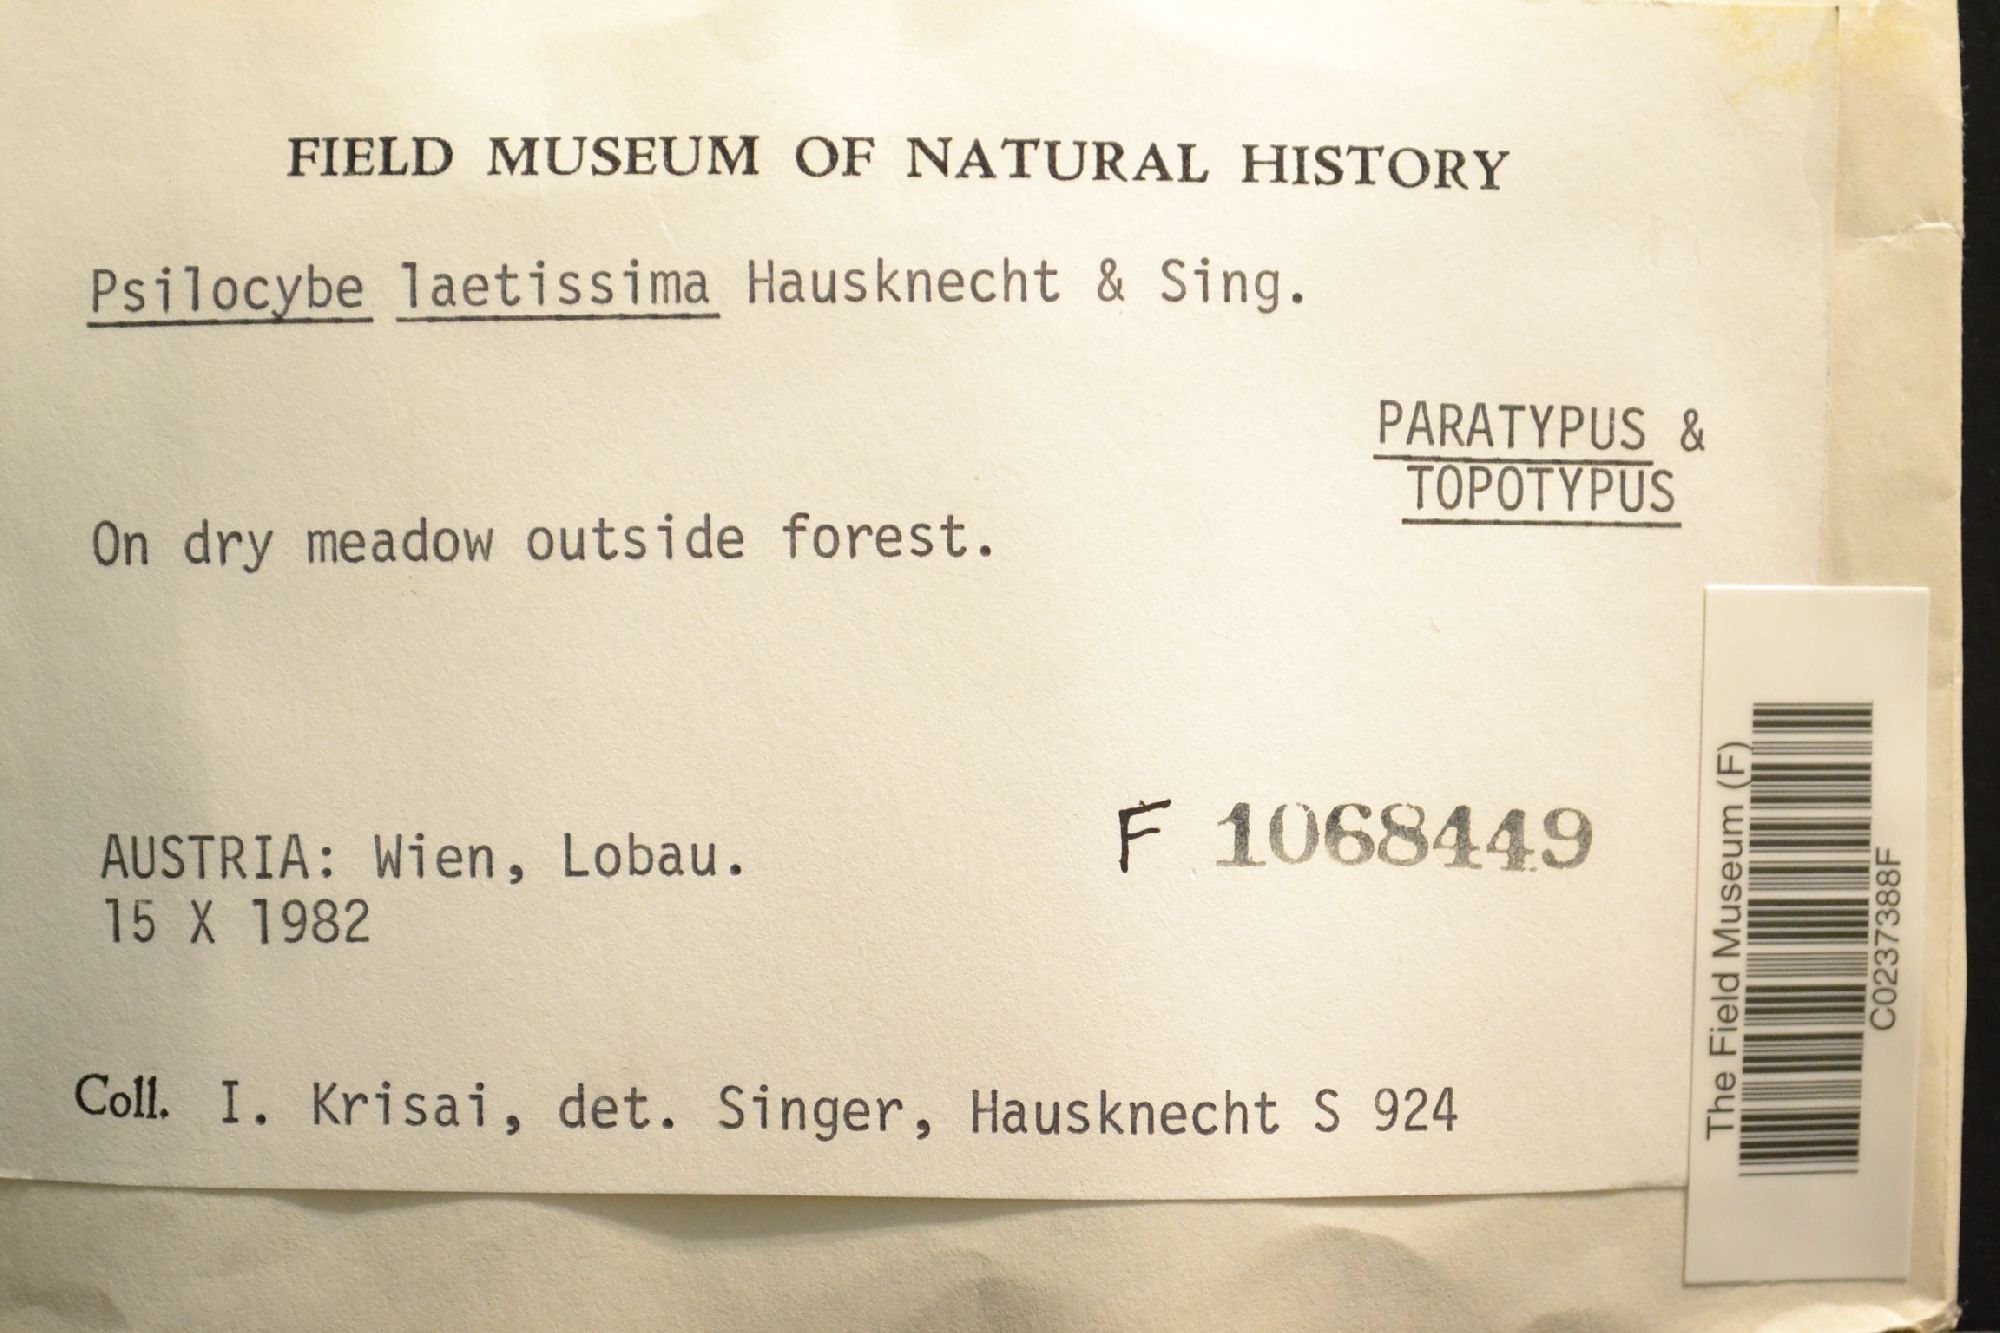 FIELD MUSEUM OF NATURAL HISTORY
Psilocybe laetissima Hausknecht & Sing.
PARATYPUS &
TOPOTYPUS
On dry meadow outside forest.
AUSTRIA: Wien, Lobau.
15 X 1982
F 1068449
Coll. I. Krisai, det. Singer, Hausknecht S 924
The Field Museum (F)
C0237388F